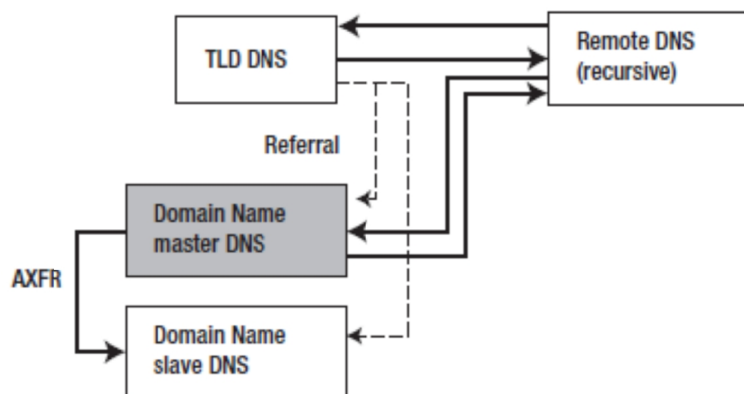 TLD DNS
Remote DNS
(recursive)
Referral
Domain Name
master DNS
AXFR
Domain Name
slave DNS